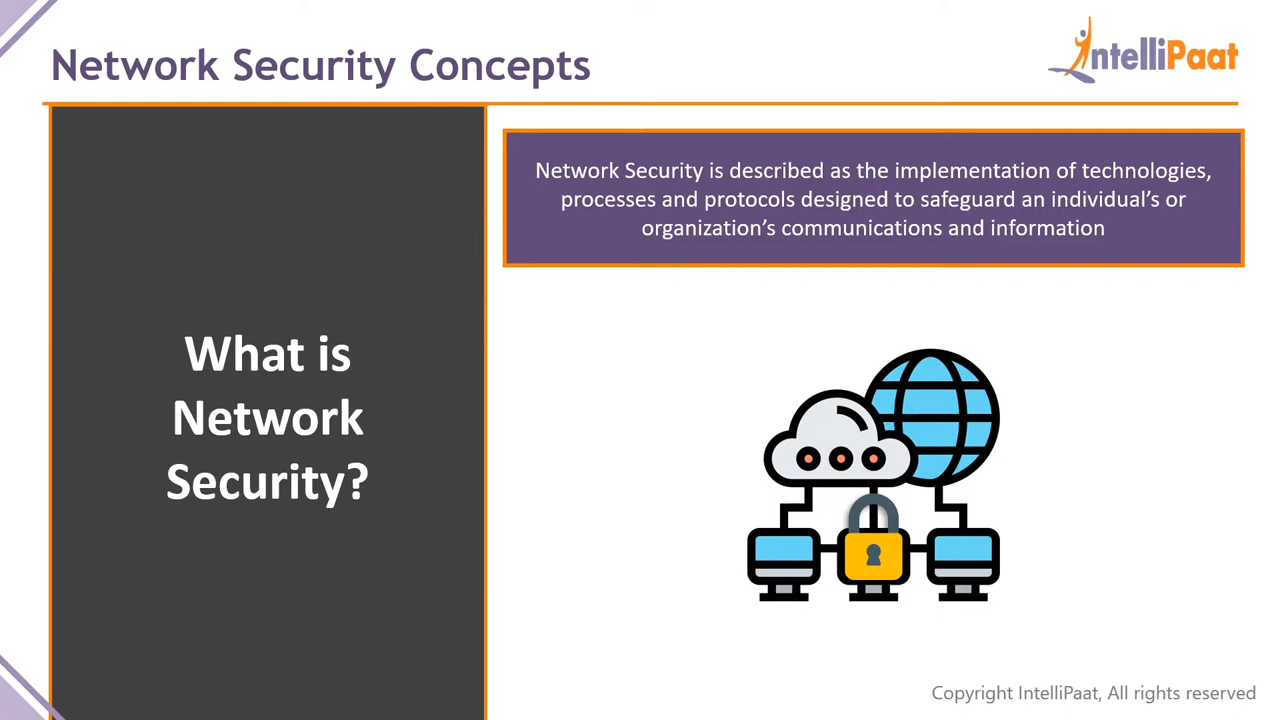 Network Security Concepts
IntelliPaat
Network Security is described as the implementation of technologies,
processes and protocols designed to safeguard an individual’s or
organization’s communications and information
What is
Network
Security?
Copyright IntelliPaat, All rights reserved